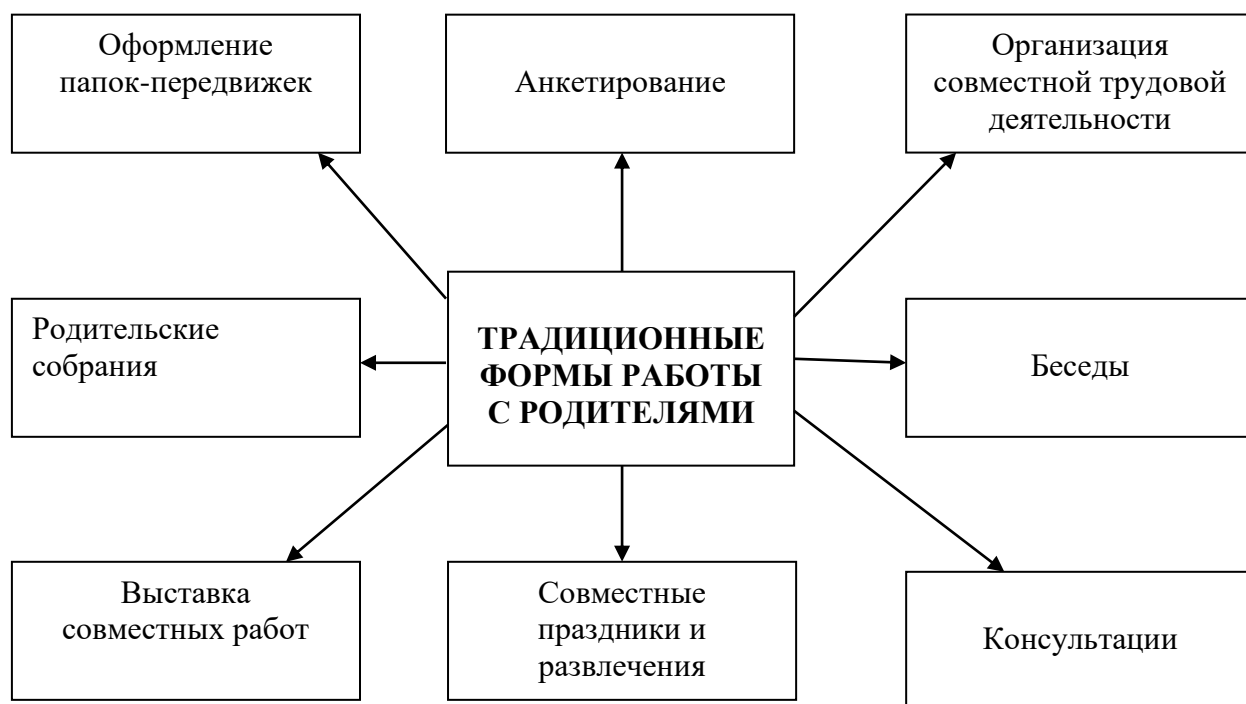 Оформление
папок-передвижек
Анкетирование
Организация
совместной трудовой
деятельности
Родительские
собрания
ТРАДИЦИОННЫЕ
ФОРМЫ РАБОТЫ
С РОДИТЕЛЯМИ
Беседы
Выставка
совместных работ
Совместные
праздники и
развлечения
Консультации